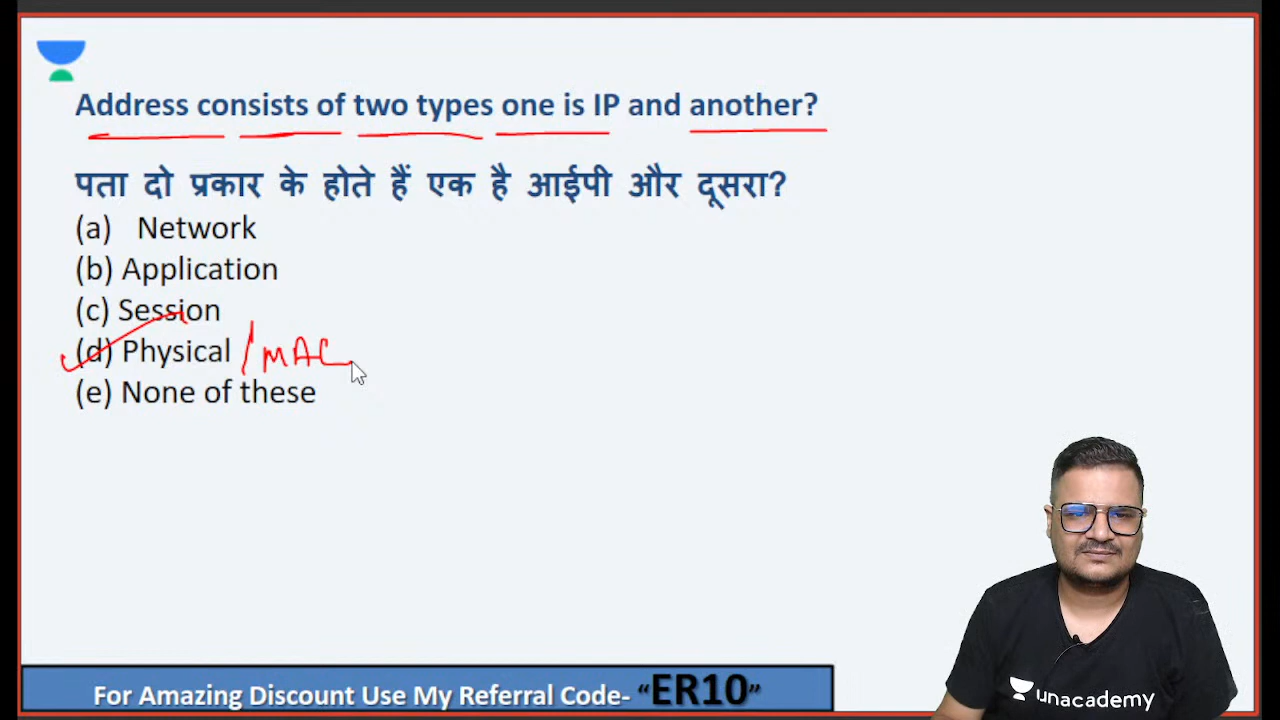 Address consists of two types one is IP and another?
पता दो प्रकार के होते हैं एक है आईपी और दूसरा?
(a) Network
(b) Application
(c) Session
(d) Physical / MAC
(e) None of these
unacademy
For Amazing Discount Use My Referral Code- “ER10”